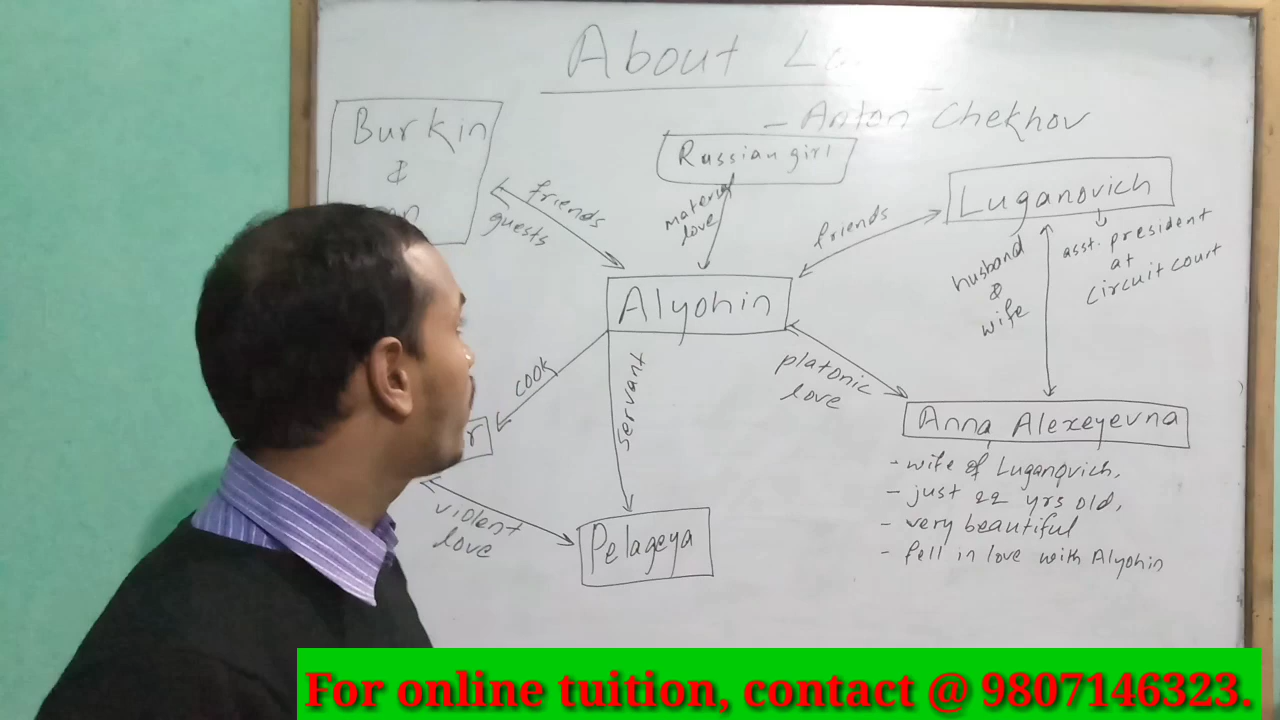 About
- Anton Chekhov
Burkin
&
Russian girl
material
love
friends
guests
friends
Luganovich
asst. president
at
circuit court
husband
&
wife
Alyohin
cook
servant
platonic
love
Anna Alexeyevna
- wife of Luganovich,
- just 22 yrs old,
- very beautiful
- fell in love with Alyohin
violent
love
Pelageya
For online tuition, contact @ 9807146323.